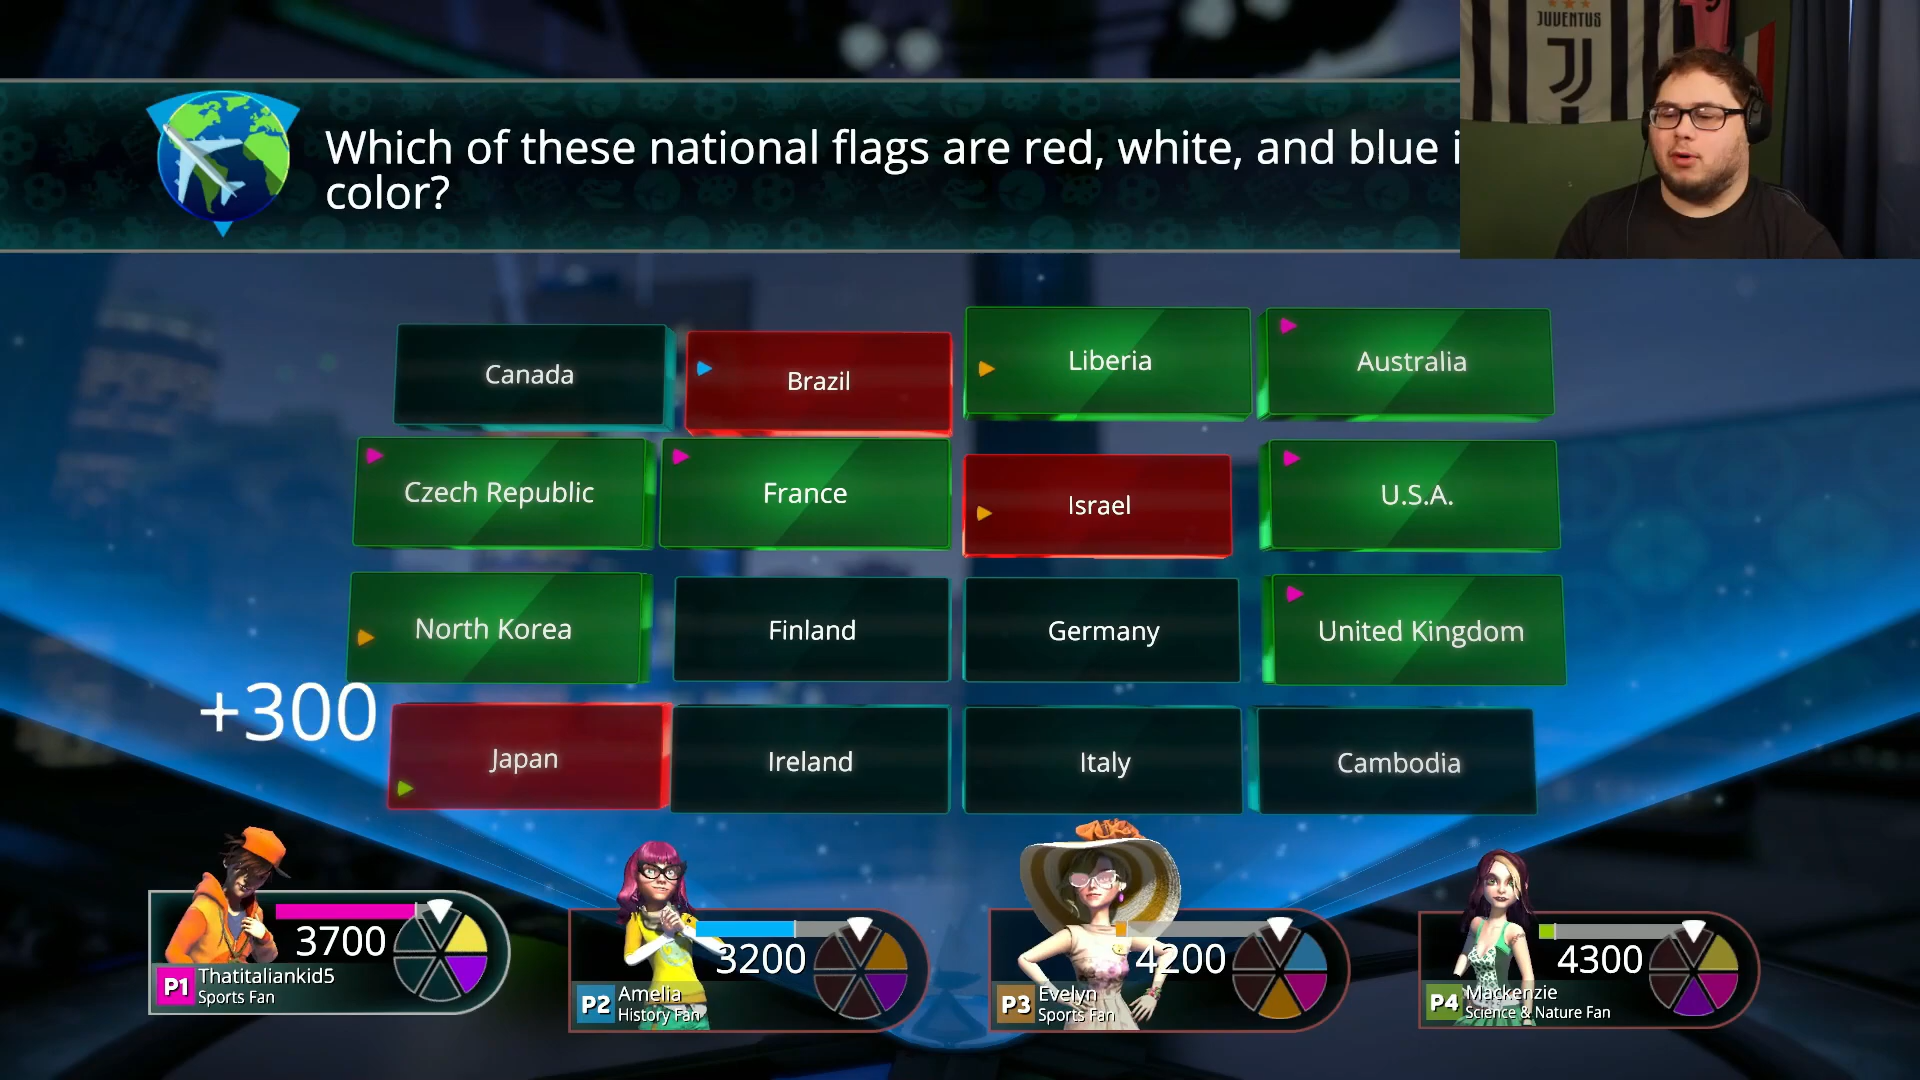 JUVENTUS
Which of these national flags are red, white, and blue i
color?
Canada
Brazil
Liberia
Australia
Czech Republic
France
Israel
U.S.A.
North Korea
Finland
Germany
United Kingdom
+300
Japan
Ireland
Italy
Cambodia
3700
P1
Thatitaliankid5
Sports Fan
3200
P2
Amelia
History Fan
4200
P3
Evelyn
Sports Fan
4300
P4
Mackenzie
Science & Nature Fan